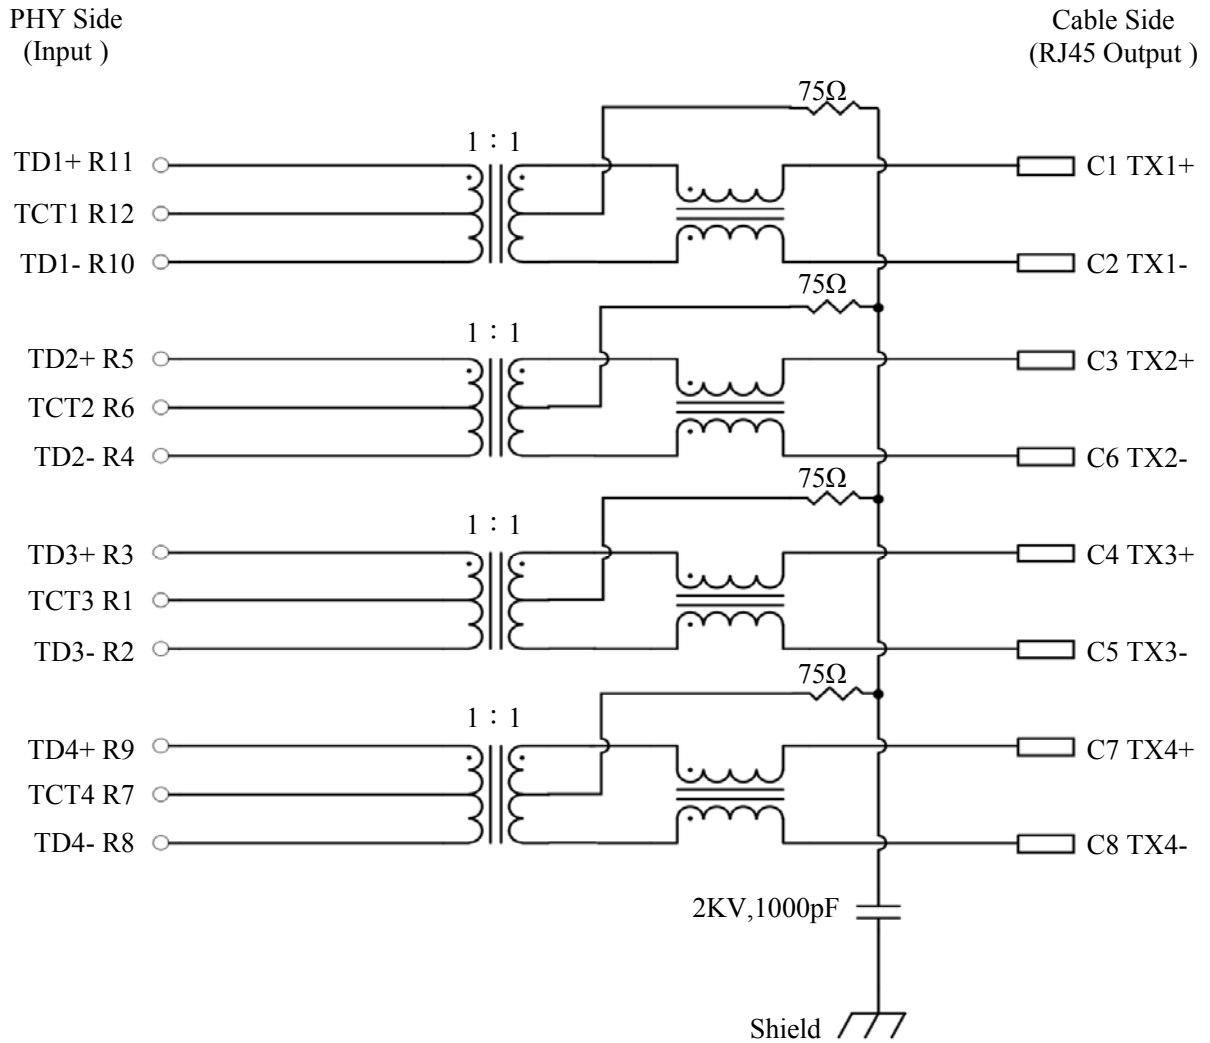 PHY Side
(Input )
Cable Side
(RJ45 Output )
75Ω
1 : 1
TD1+ R11
C1 TX1+
TCT1 R12
TD1- R10
C2 TX1-
75Ω
1 : 1
TD2+ R5
C3 TX2+
TCT2 R6
TD2- R4
C6 TX2-
75Ω
1 : 1
TD3+ R3
C4 TX3+
TCT3 R1
TD3- R2
C5 TX3-
75Ω
1 : 1
TD4+ R9
C7 TX4+
TCT4 R7
TD4- R8
C8 TX4-
2KV,1000pF
Shield